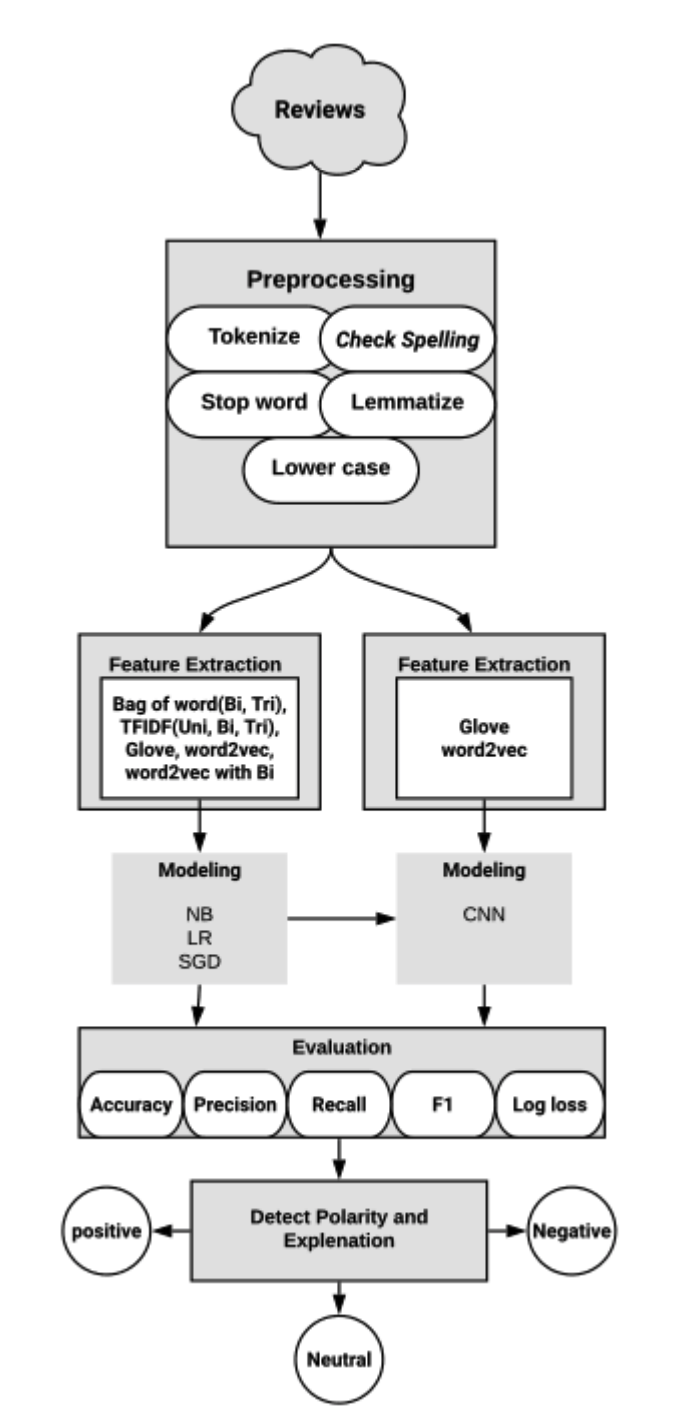 Reviews
Preprocessing
Tokenize
Check Spelling
Stop word
Lemmatize
Lower case
Feature Extraction
Bag of word(Bi, Tri),
TFIDF(Uni, Bi, Tri),
Glove, word2vec,
word2vec with Bi
Feature Extraction
Glove
word2vec
Modeling
NB
LR
SGD
Modeling
CNN
Evaluation
Accuracy
Precision
Recall
F1
Log loss
Detect Polarity and
Explenation
positive
Negative
Neutral